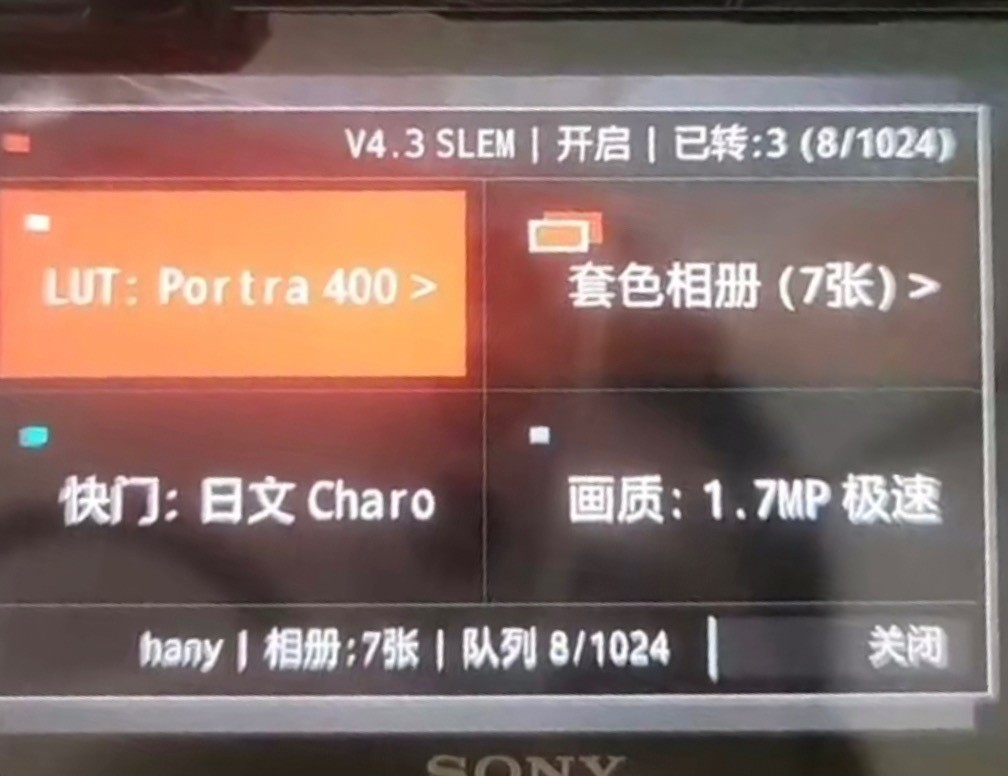 V4.3 SLEM | 开启 | 已转:3 (8/1024)
LUT: Portra 400 >
套色相册 (7张) >
快门: 日文 Charo
画质: 1.7MP 极速
hany | 相册:7张 | 队列 8/1024
关闭
SONY